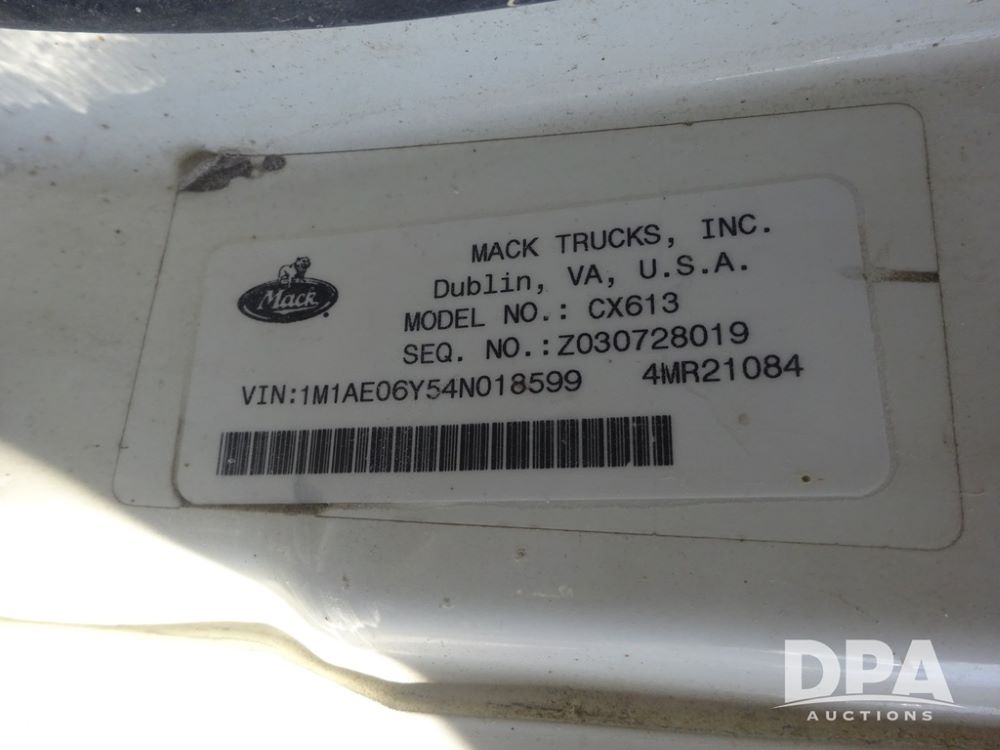 MACK TRUCKS, INC.
Dublin, VA, U.S.A.
Mack
MODEL NO.: CX613
SEQ. NO.:Z030728019
VIN:1M1AE06Y54N018599 4MR21084
DPA
AUCTIONS